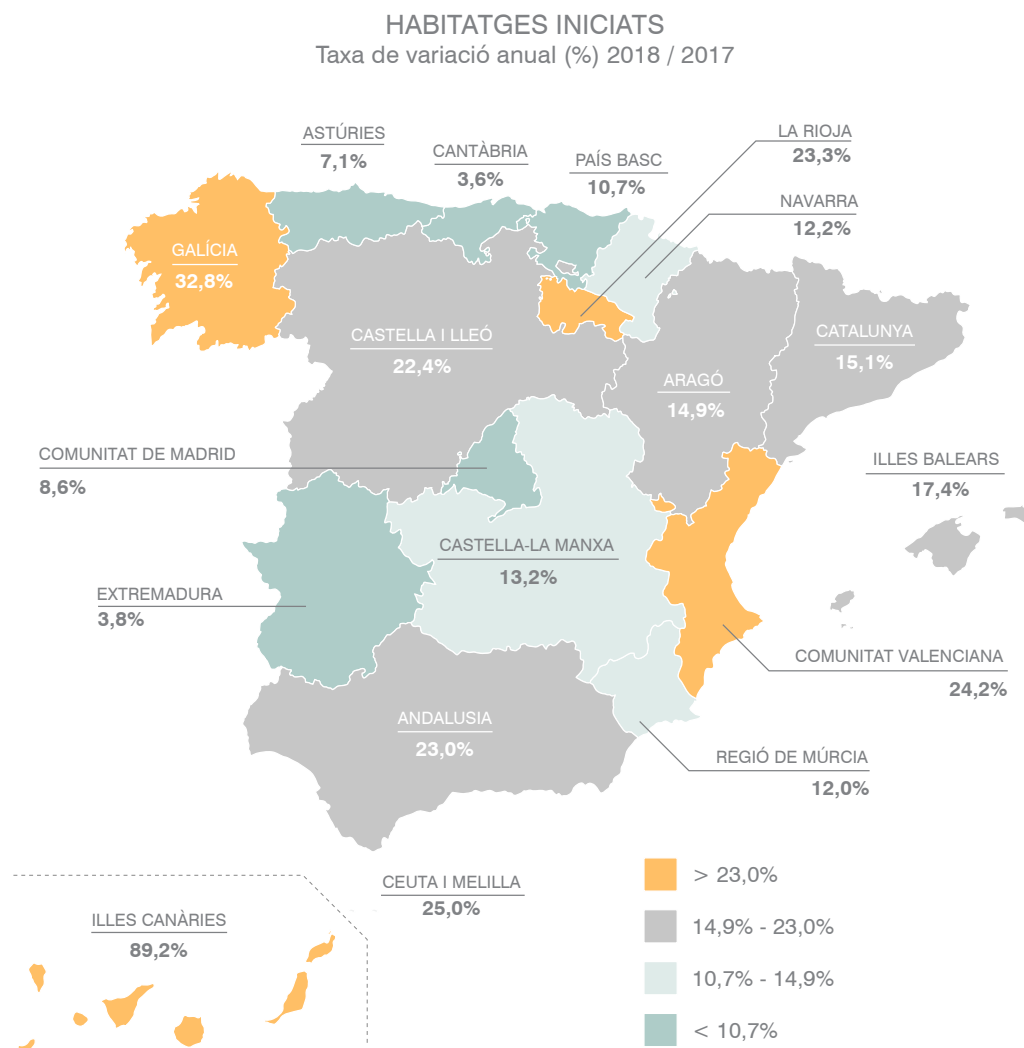 HABITATGES INICIATS
Taxa de variació anual (%) 2018 / 2017
ASTÚRIES
7,1%
CANTÀBRIA
3,6%
PAÍS BASC
10,7%
LA RIOJA
23,3%
NAVARRA
12,2%
GALÍCIA
32,8%
CASTELLA I LLEÓ
22,4%
CATALUNYA
15,1%
ARAGÓ
14,9%
COMUNITAT DE MADRID
8,6%
ILLES BALEARS
17,4%
CASTELLA-LA MANXA
13,2%
EXTREMADURA
3,8%
COMUNITAT VALENCIANA
24,2%
ANDALUSIA
23,0%
REGIÓ DE MÚRCIA
12,0%
CEUTA I MELILLA
25,0%
ILLES CANÀRIES
89,2%
> 23,0%
14,9% - 23,0%
10,7% - 14,9%
< 10,7%